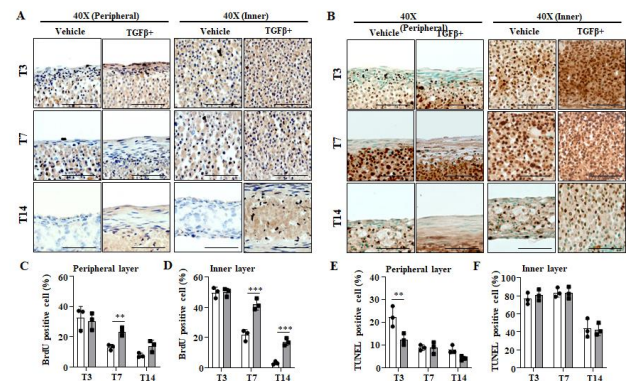 A
40X (Peripheral)
40X (Inner)
Vehicle
TGFβ+
Vehicle
TGFβ+
T3
T7
T14
B
40X
(Peripheral)
40X (Inner)
Vehicle
TGFβ+
Vehicle
TGFβ+
T3
T7
T14
C
Peripheral layer
BrdU positive cell (%)
60
40
20
0
**
T3
T7
T14
D
Inner layer
BrdU positive cell (%)
60
40
20
0
***
***
T3
T7
T14
E
Peripheral layer
TUNEL positive cell (%)
40
30
20
10
0
**
T3
T7
T14
F
Inner layer
TUNEL positive cell (%)
100
80
60
40
20
0
T3
T7
T14